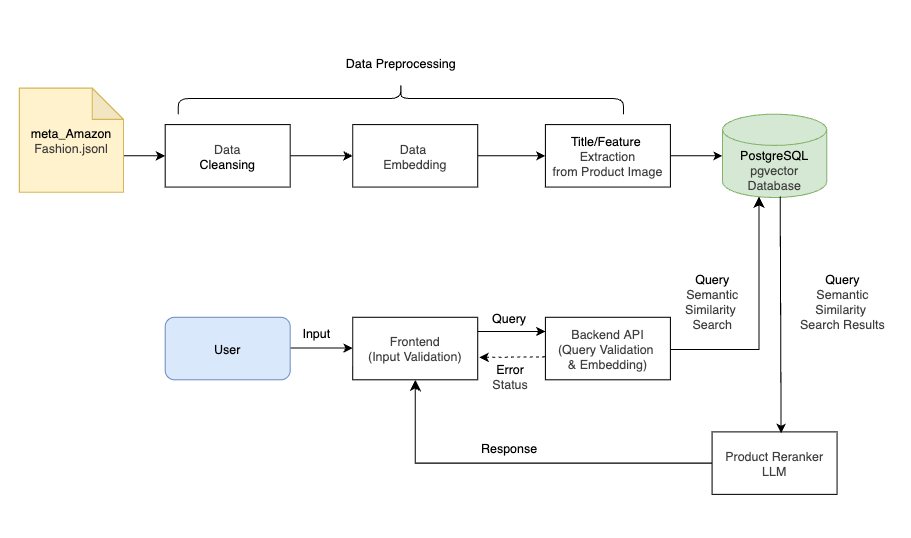 Data Preprocessing
meta_Amazon
Fashion.jsonl
Data
Cleansing
Data
Embedding
Title/Feature
Extraction
from Product Image
PostgreSQL
pgvector
Database
User
Input
Frontend
(Input Validation)
Query
Error
Status
Backend API
(Query Validation
& Embedding)
Query
Semantic
Similarity
Search
Query
Semantic
Similarity
Search Results
Response
Product Reranker
LLM